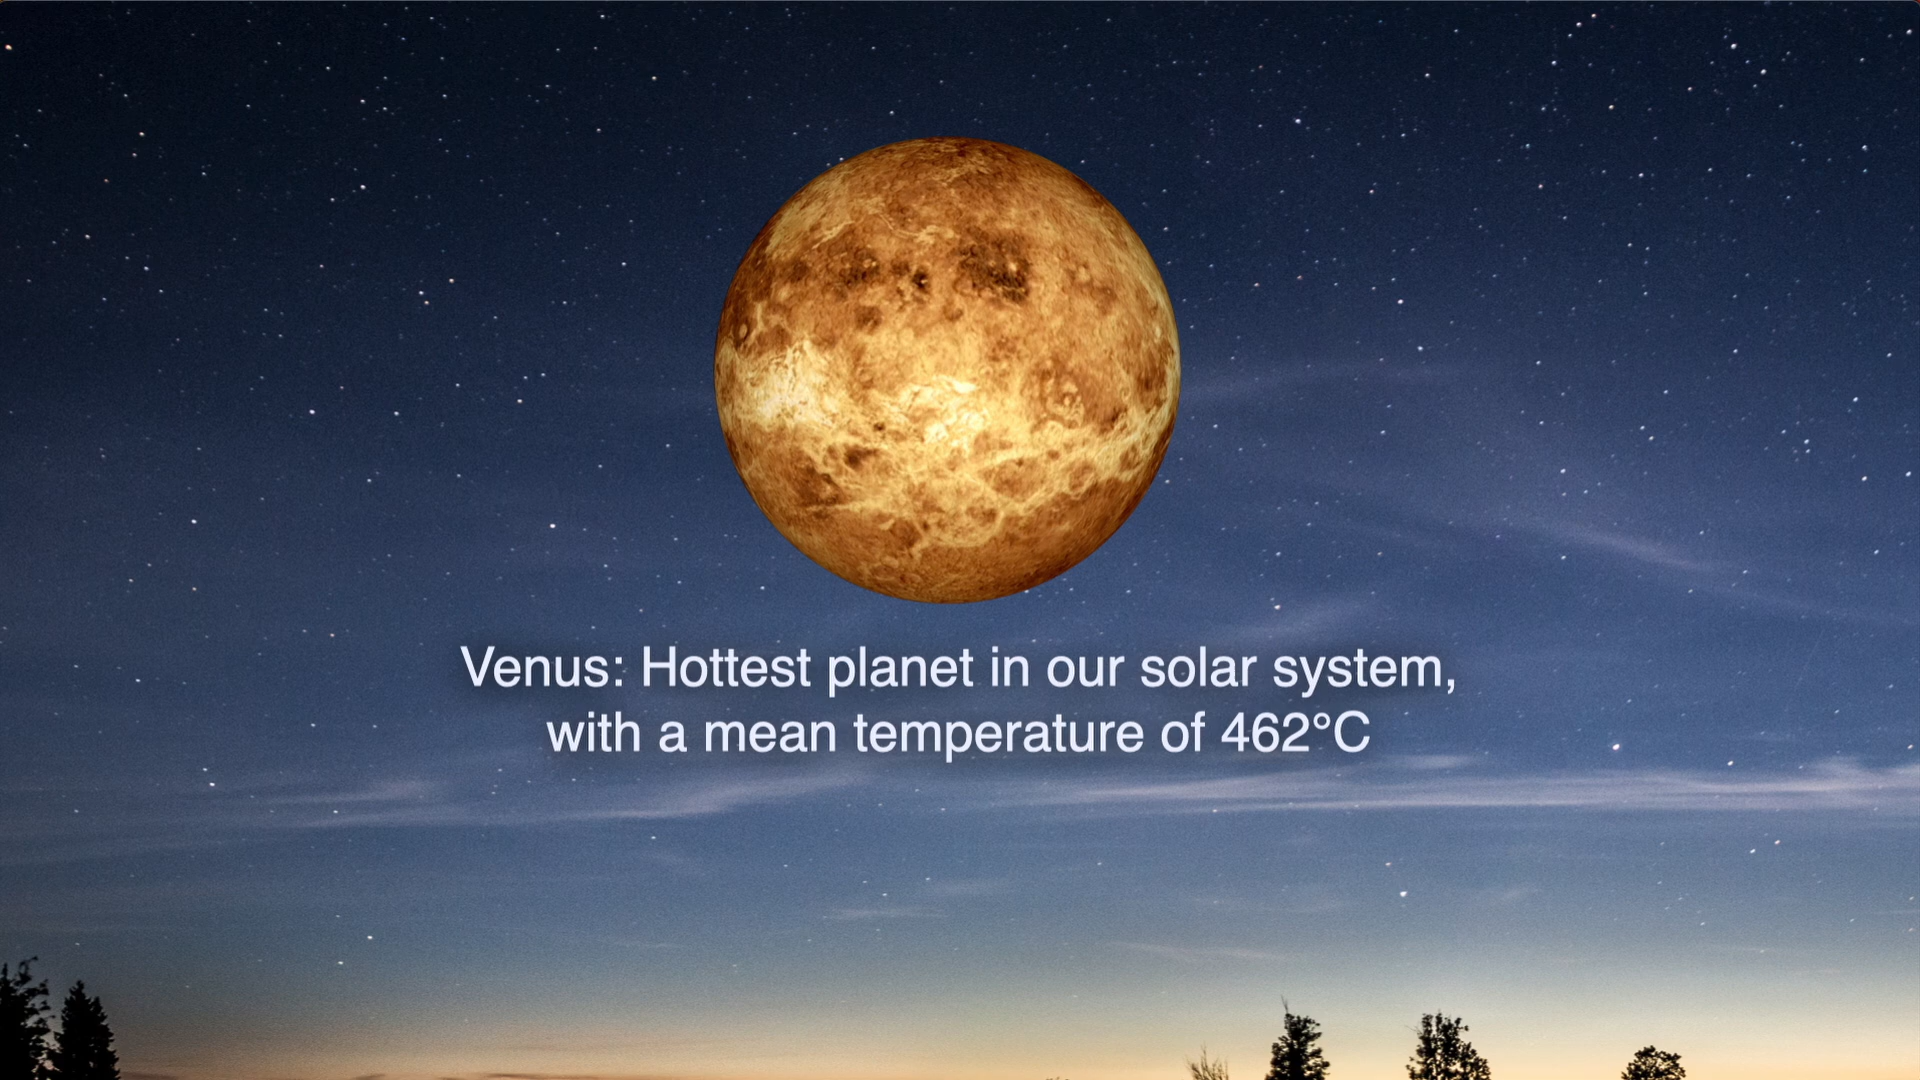 Venus: Hottest planet in our solar system,
with a mean temperature of 462°C